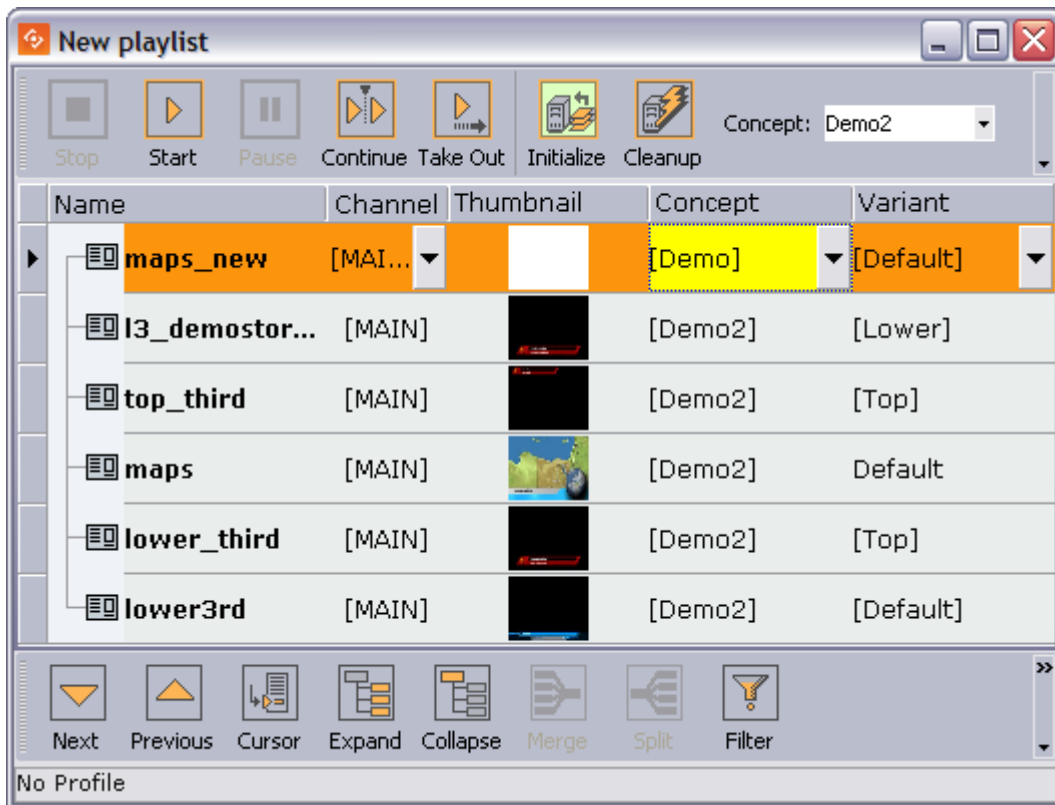 New playlist
Stop Start Pause Continue Take Out Initialize Cleanup Concept: Demo2
Name Channel Thumbnail Concept Variant
maps_new [MAI... [Demo] [Default]
l3_demostor... [MAIN] [Demo2] [Lower]
top_third [MAIN] [Demo2] [Top]
maps [MAIN] [Demo2] Default
lower_third [MAIN] [Demo2] [Top]
lower3rd [MAIN] [Demo2] [Default]
Next Previous Cursor Expand Collapse Merge Split Filter
No Profile